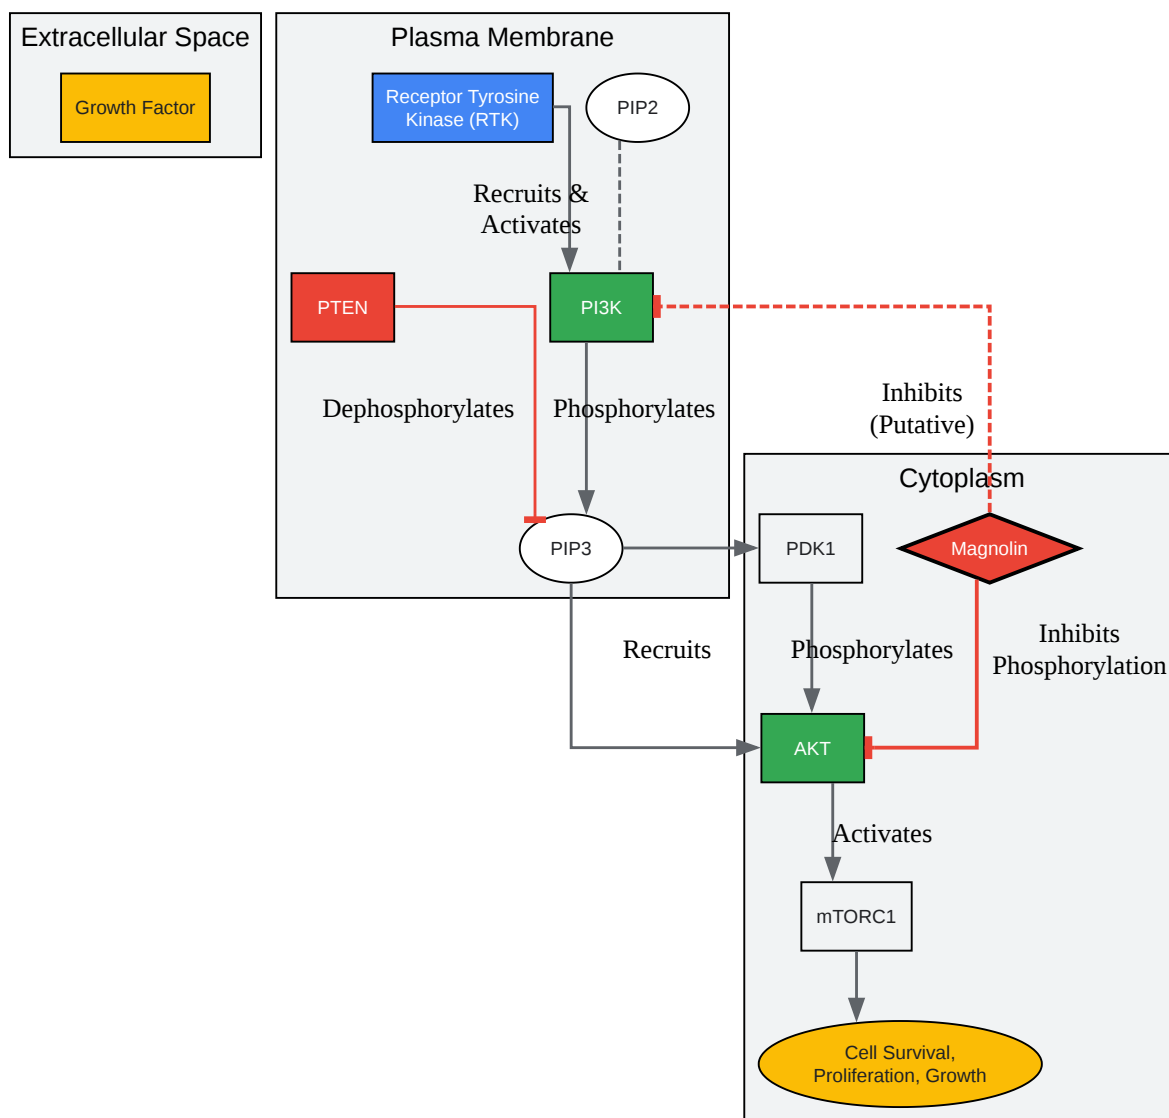 Extracellular Space
Growth Factor
Plasma Membrane
Receptor Tyrosine
Kinase (RTK)
PIP2
Recruits &
Activates
PTEN
PI3K
Dephosphorylates
Phosphorylates
Inhibits
(Putative)
Cytoplasm
PIP3
PDK1
Magnolin
Recruits
Phosphorylates
Inhibits
Phosphorylation
AKT
Activates
mTORC1
Cell Survival,
Proliferation, Growth